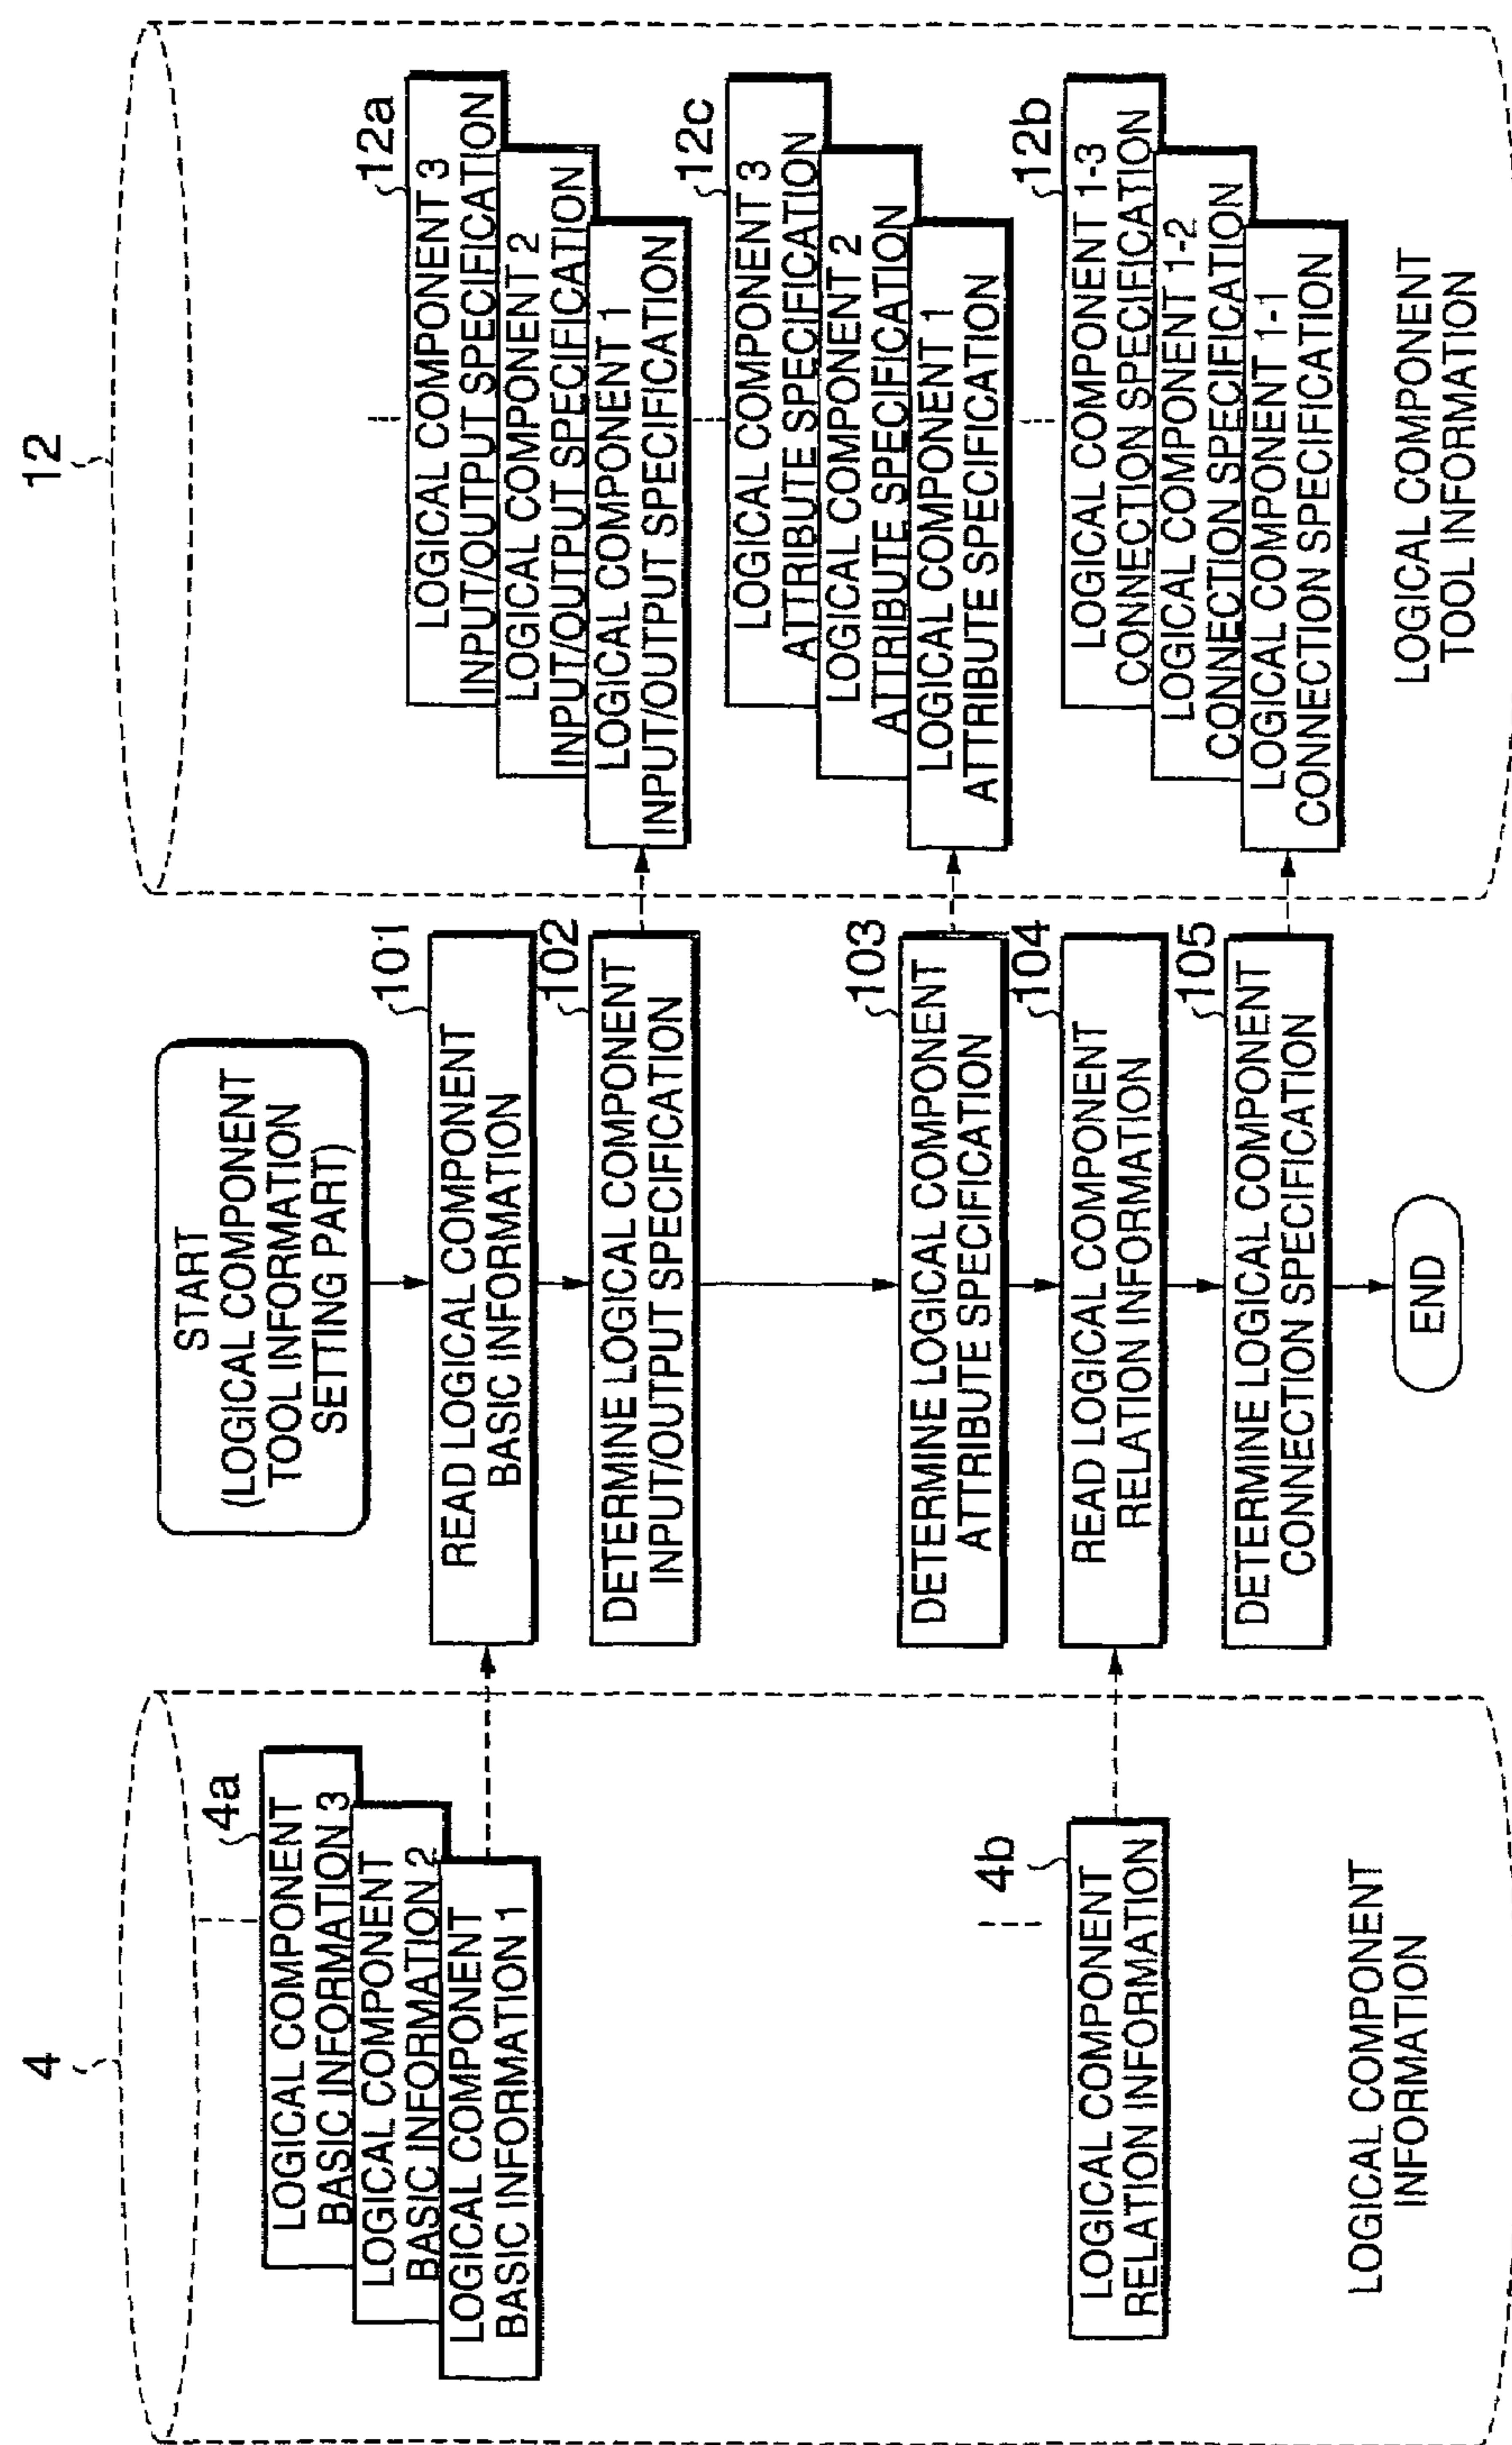 4
4a
LOGICAL COMPONENT
BASIC INFORMATION 3
LOGICAL COMPONENT
BASIC INFORMATION 2
LOGICAL COMPONENT
BASIC INFORMATION 1
4b
LOGICAL COMPONENT
RELATION INFORMATION
LOGICAL COMPONENT
INFORMATION
START
(LOGICAL COMPONENT
TOOL INFORMATION
SETTING PART)
101
READ LOGICAL COMPONENT
BASIC INFORMATION
102
DETERMINE LOGICAL COMPONENT
INPUT/OUTPUT SPECIFICATION
103
DETERMINE LOGICAL COMPONENT
ATTRIBUTE SPECIFICATION
104
READ LOGICAL COMPONENT
RELATION INFORMATION
105
DETERMINE LOGICAL COMPONENT
CONNECTION SPECIFICATION
END
12
12a
LOGICAL COMPONENT 3
INPUT/OUTPUT SPECIFICATION
LOGICAL COMPONENT 2
INPUT/OUTPUT SPECIFICATION
LOGICAL COMPONENT 1
INPUT/OUTPUT SPECIFICATION
12c
LOGICAL COMPONENT 3
ATTRIBUTE SPECIFICATION
LOGICAL COMPONENT 2
ATTRIBUTE SPECIFICATION
LOGICAL COMPONENT 1
ATTRIBUTE SPECIFICATION
12b
LOGICAL COMPONENT 1-3
CONNECTION SPECIFICATION
LOGICAL COMPONENT 1-2
CONNECTION SPECIFICATION
LOGICAL COMPONENT 1-1
CONNECTION SPECIFICATION
LOGICAL COMPONENT
TOOL INFORMATION